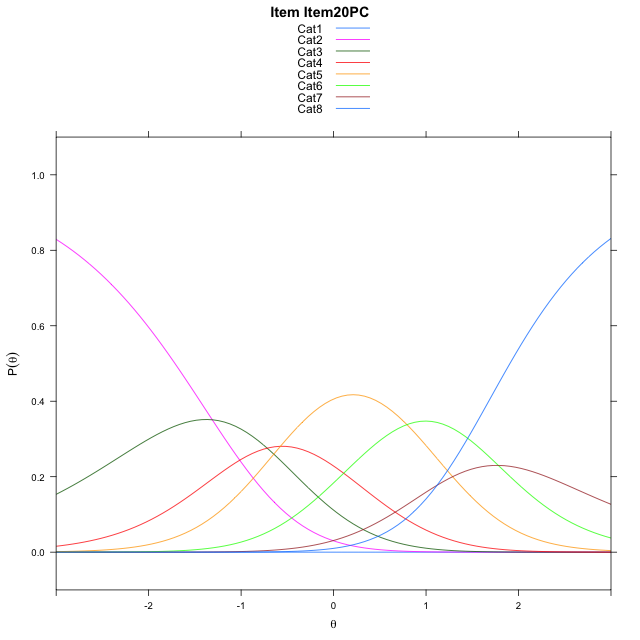 Item Item20PC
Cat1
Cat2
Cat3
Cat4
Cat5
Cat6
Cat7
Cat8
1.0
0.8
0.6
0.4
0.2
0.0
P(θ)
-2 -1 0 1 2
θ